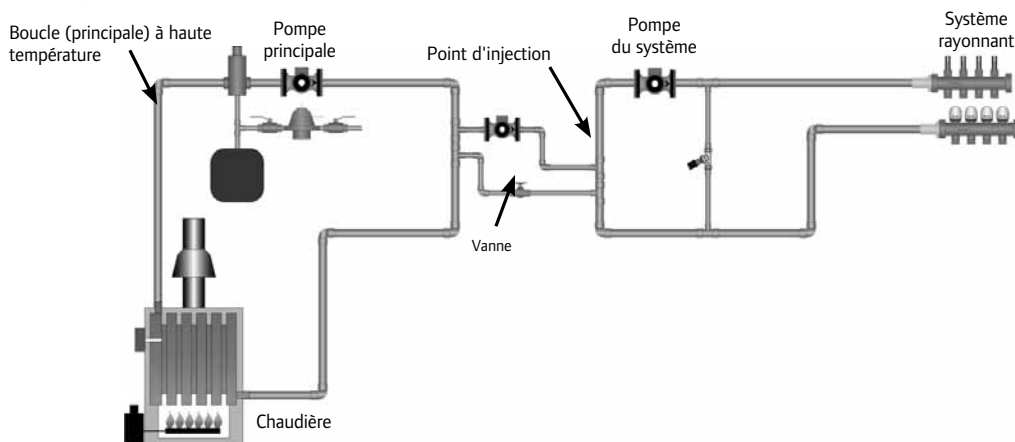 Boucle (principale) à haute
température
Pompe
principale
Point d'injection
Pompe
du système
Système
rayonnant
Vanne
Chaudière